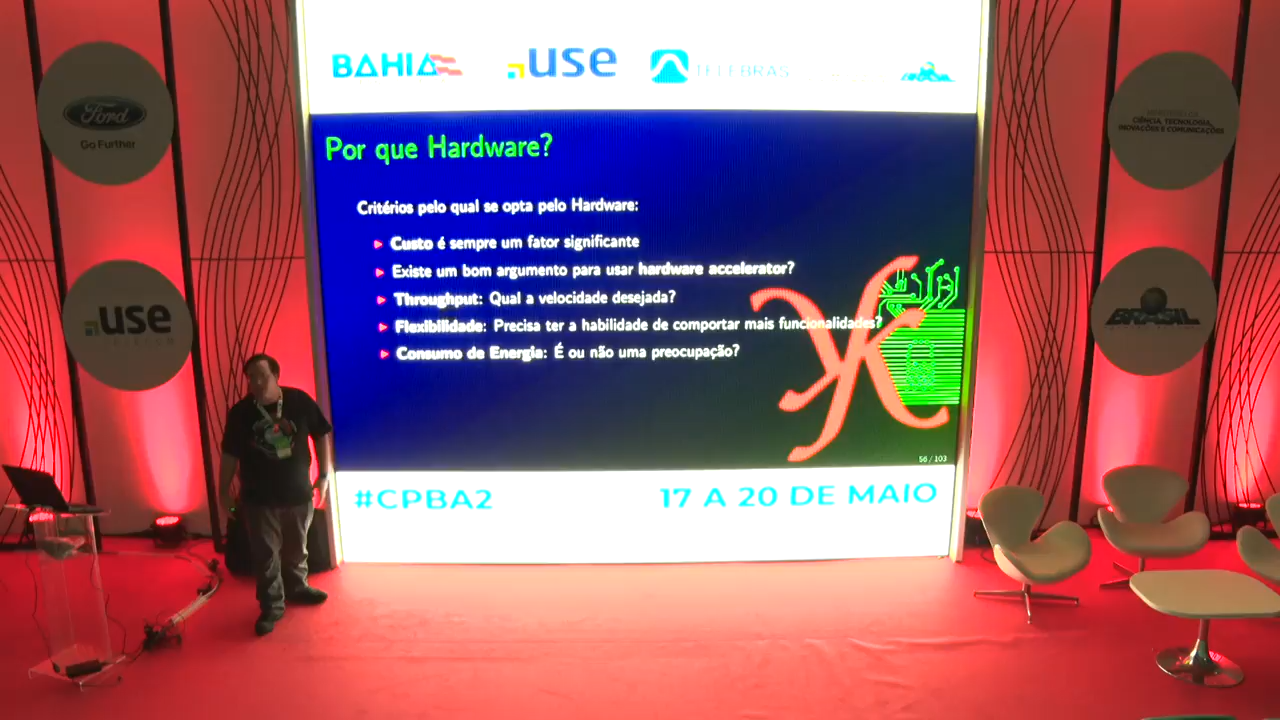 BAHIA
use
TELEBRAS
Ford
Go Further
CIÊNCIA, TECNOLOGIA,
INOVAÇÕES E COMUNICAÇÕES
Por que Hardware?
Critérios pelo qual se opta pelo Hardware:
Custo é sempre um fator significante
Existe um bom argumento para usar hardware accelerator?
Throughput: Qual a velocidade desejada?
Flexibilidade: Precisa ter a habilidade de comportar mais funcionalidades?
Consumo de Energia: É ou não uma preocupação?
56 / 103
use
TELECOM
BRASIL
#CPBA2
17 A 20 DE MAIO